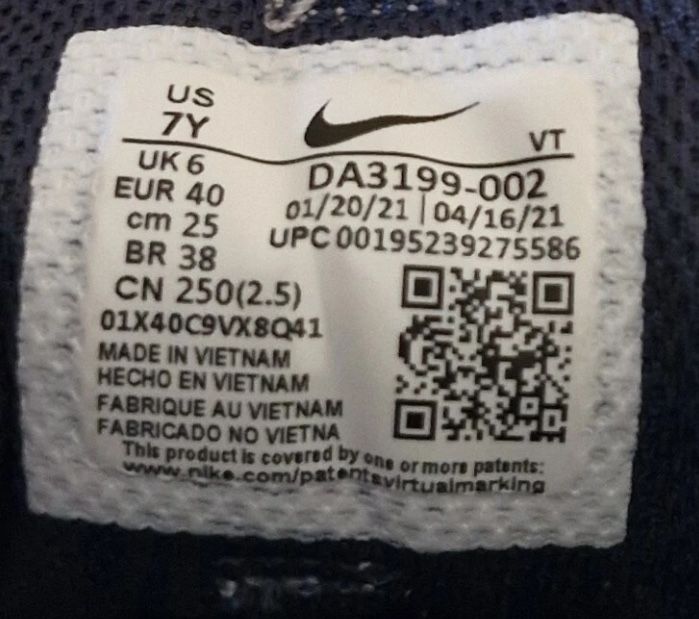 US
7Y
UK 6
EUR 40
cm 25
BR 38
CN 250(2.5)
VT
DA3199-002
01/20/21 | 04/16/21
UPC 00195239275586
01X40C9VX8Q41
MADE IN VIETNAM
HECHO EN VIETNAM
FABRIQUE AU VIETNAM
FABRICADO NO VIETNA
This product is covered by one or more patents:
www.nike.com/patentsvirtualmarking